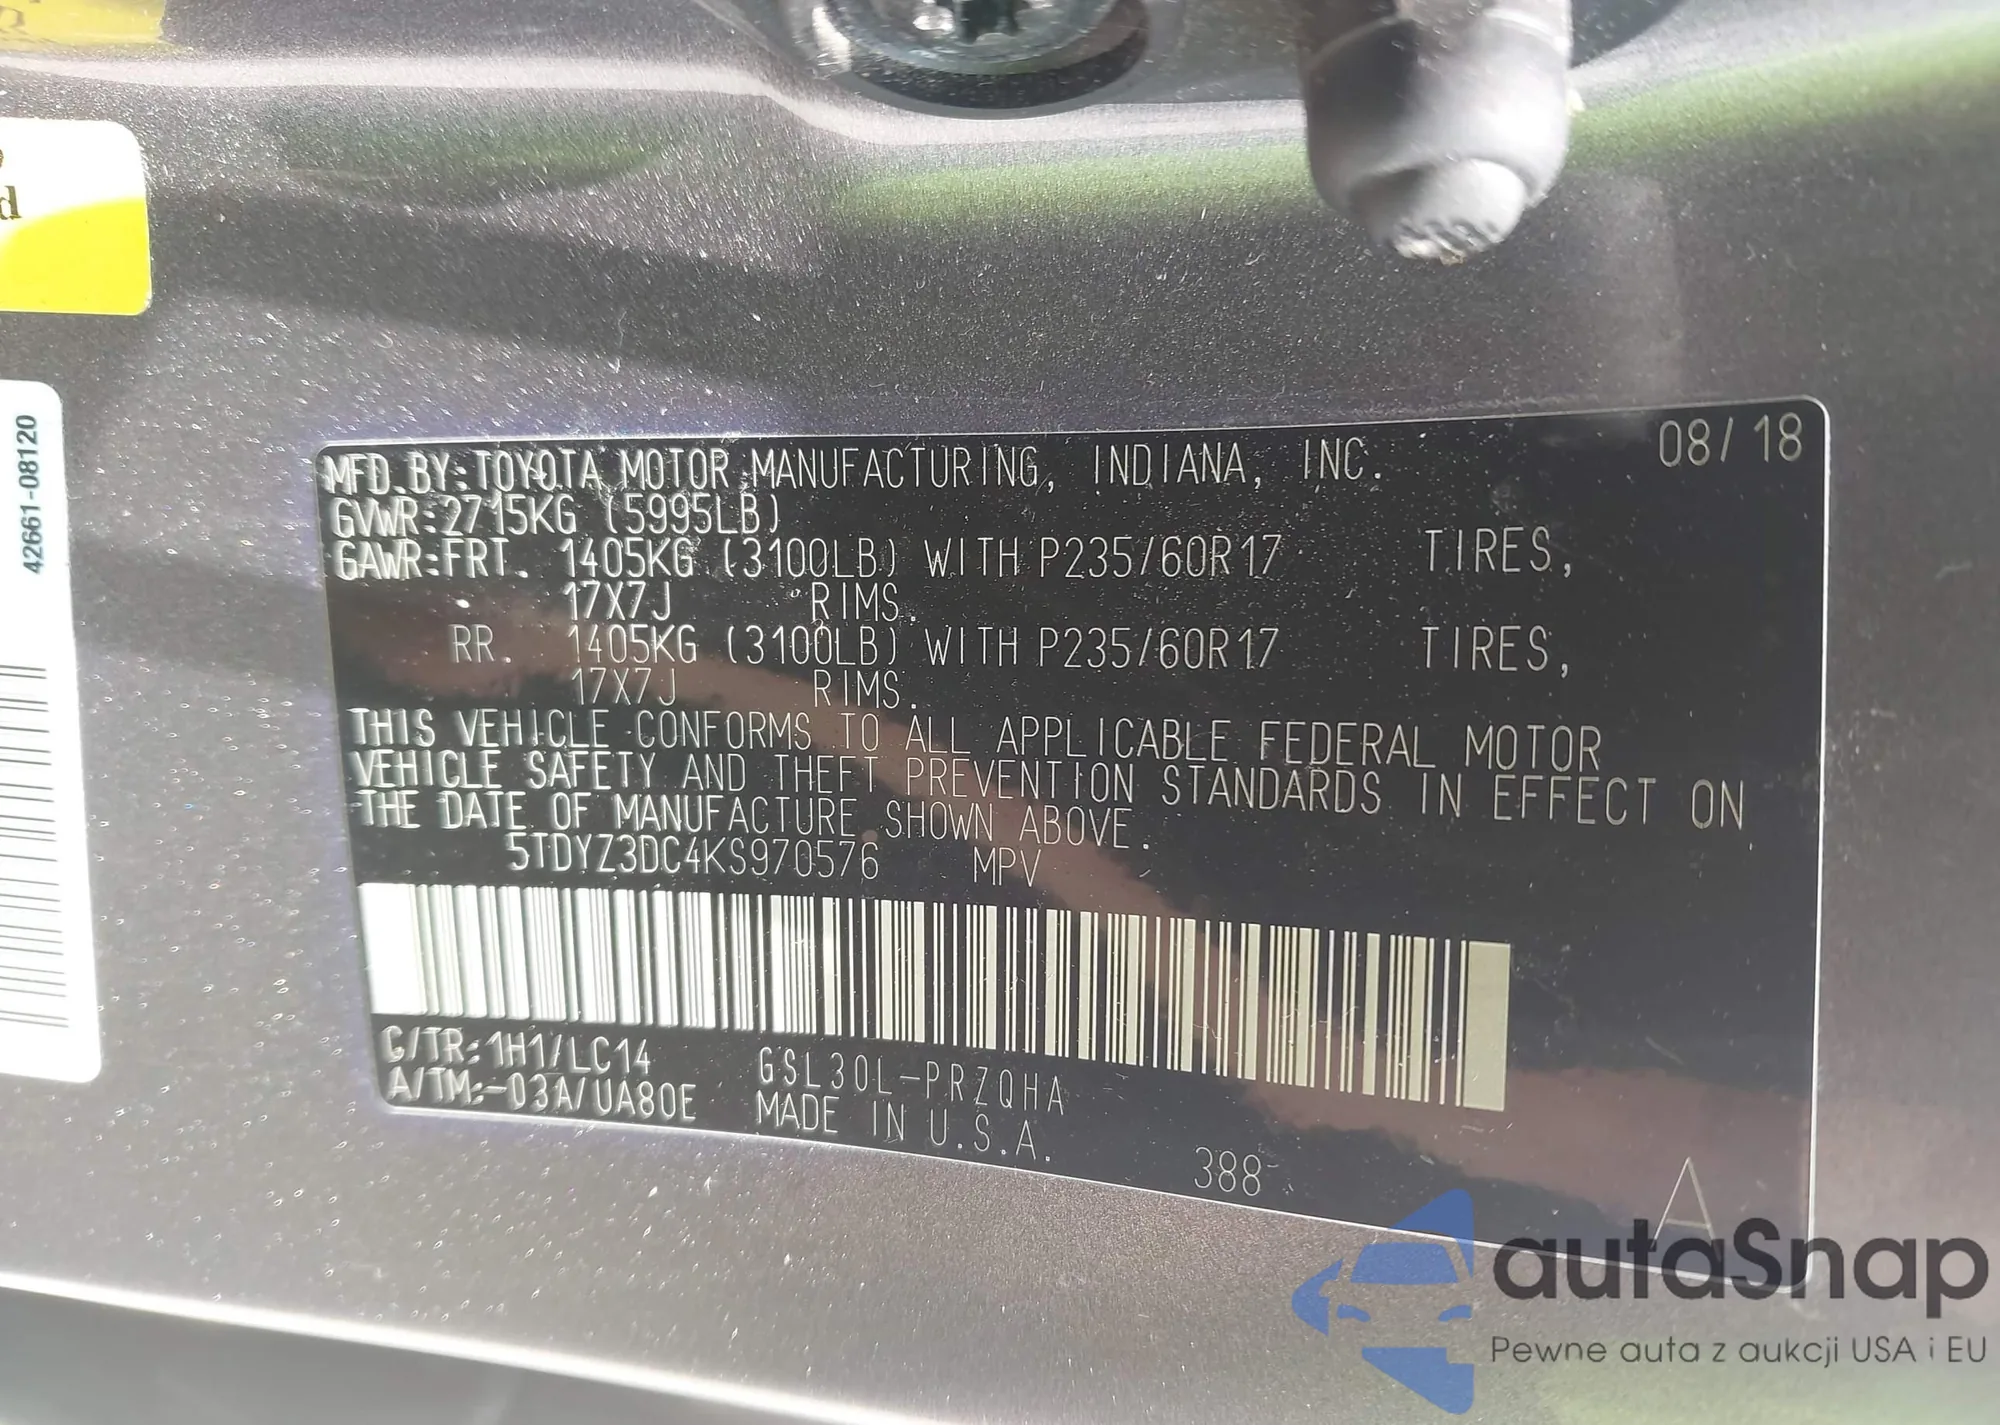 d
42661-08120
MFD.BY:TOYOTA MOTOR MANUFACTURING, INDIANA, INC. 08/18
GVWR:2715KG (5995LB)
GAWR:FRT. 1405KG (3100LB) WITH P235/60R17 TIRES,
17X7J RIMS.
RR. 1405KG (3100LB) WITH P235/60R17 TIRES,
17X7J RIMS.
THIS VEHICLE CONFORMS TO ALL APPLICABLE FEDERAL MOTOR
VEHICLE SAFETY AND THEFT PREVENTION STANDARDS IN EFFECT ON
THE DATE OF MANUFACTURE SHOWN ABOVE.
5TDYZ3DC4KS970576 MPV
C/TR:1H1/LC14 GSL30L-PRZQHA
A/TM:-03A/UA80E MADE IN U.S.A.
388
A
autaSnap
Pewne auta z aukcji USA i EU